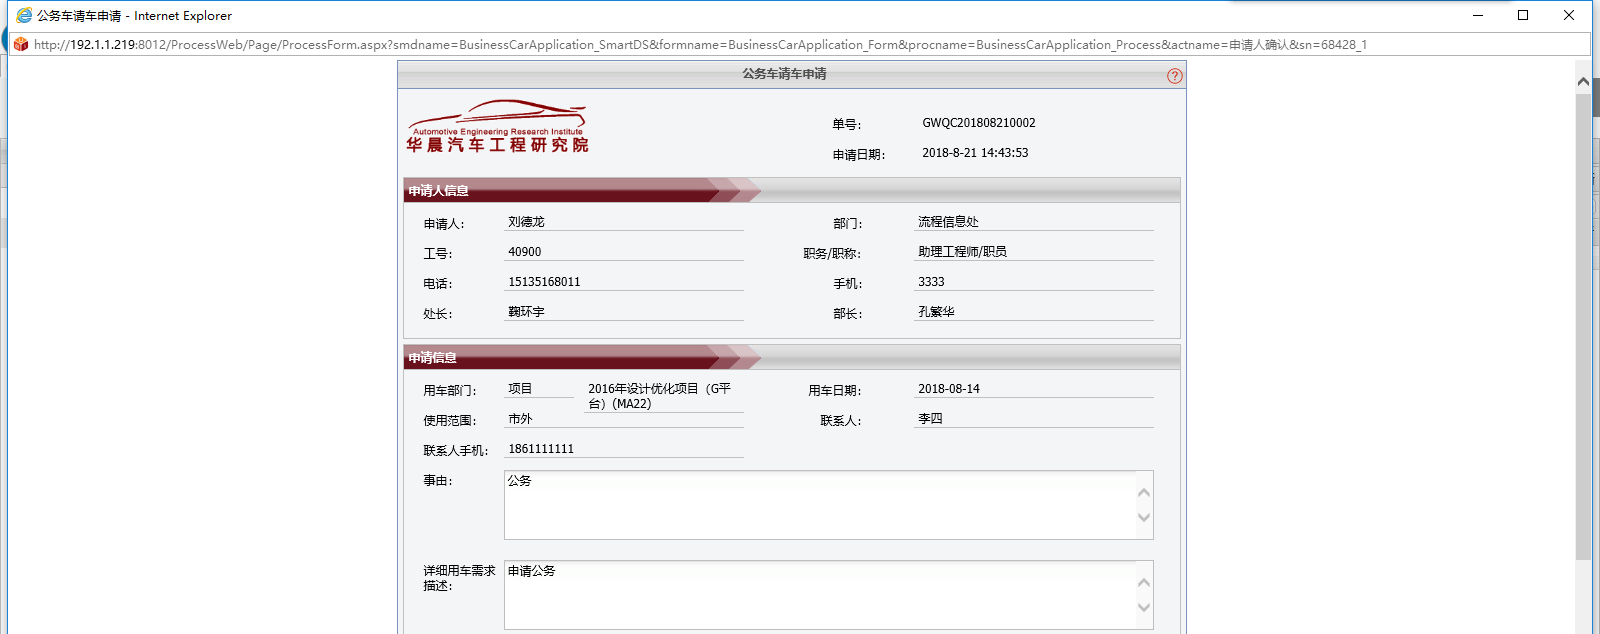 公务车请车申请 - Internet Explorer
http://192.1.1.219:8012/ProcessWeb/Page/ProcessForm.aspx?smdname=BusinessCarApplication_SmartDS&formname=BusinessCarApplication_Form&procname=BusinessCarApplication_Process&actname=申请人确认&sn=68428_1
公务车请车申请
?
Automotive Engineering Research Institute
华晨汽车工程研究院
单号: GWQC201808210002
申请日期: 2018-8-21 14:43:53
申请人信息
申请人: 刘德龙 部门: 流程信息处
工号: 40900 职务/职称: 助理工程师/职员
电话: 15135168011 手机: 3333
处长: 鞠环宇 部长: 孔繁华
申请信息
用车部门: 项目 2016年设计优化项目（G平台）(MA22) 用车日期: 2018-08-14
使用范围: 市外 联系人: 李四
联系人手机: 1861111111
事由: 公务
详细用车需求描述: 申请公务